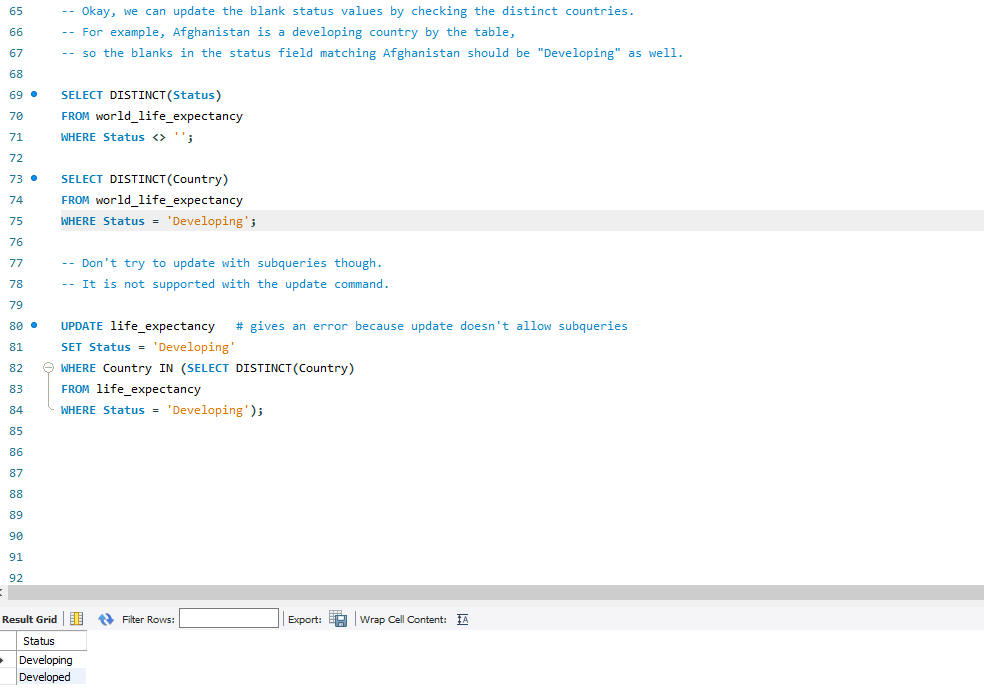 65 -- Okay, we can update the blank status values by checking the distinct countries.
66 -- For example, Afghanistan is a developing country by the table,
67 -- so the blanks in the status field matching Afghanistan should be "Developing" as well.
68
69 SELECT DISTINCT(Status)
70 FROM world_life_expectancy
71 WHERE Status <> '';
72
73 SELECT DISTINCT(Country)
74 FROM world_life_expectancy
75 WHERE Status = 'Developing';
76
77 -- Don't try to update with subqueries though.
78 -- It is not supported with the update command.
79
80 UPDATE life_expectancy # gives an error because update doesn't allow subqueries
81 SET Status = 'Developing'
82 WHERE Country IN (SELECT DISTINCT(Country)
83 FROM life_expectancy
84 WHERE Status = 'Developing');
85
86
87
88
89
90
91
92
Result Grid Filter Rows: Export: Wrap Cell Content: IA
Status
Developing
Developed